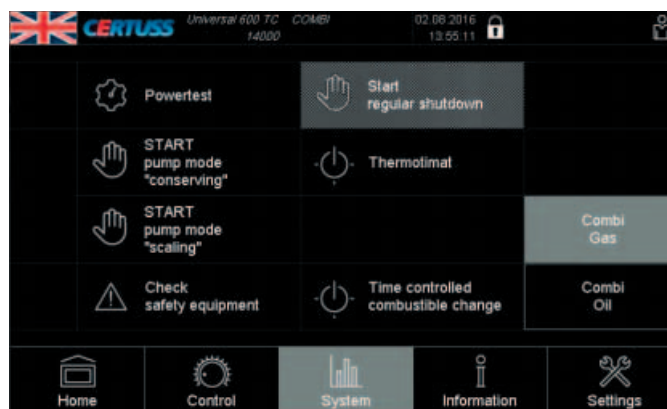 CERTUSS
Universal 600 TC COMBI
14000
02.08.2016
13:55:11
Powertest
Start
regular shutdown
START
pump mode
"conserving"
Thermotimat
START
pump mode
"scaling"
Combi
Gas
Check
safety equipment
Time controlled
combustible change
Combi
Oil
Home
Control
System
Information
Settings